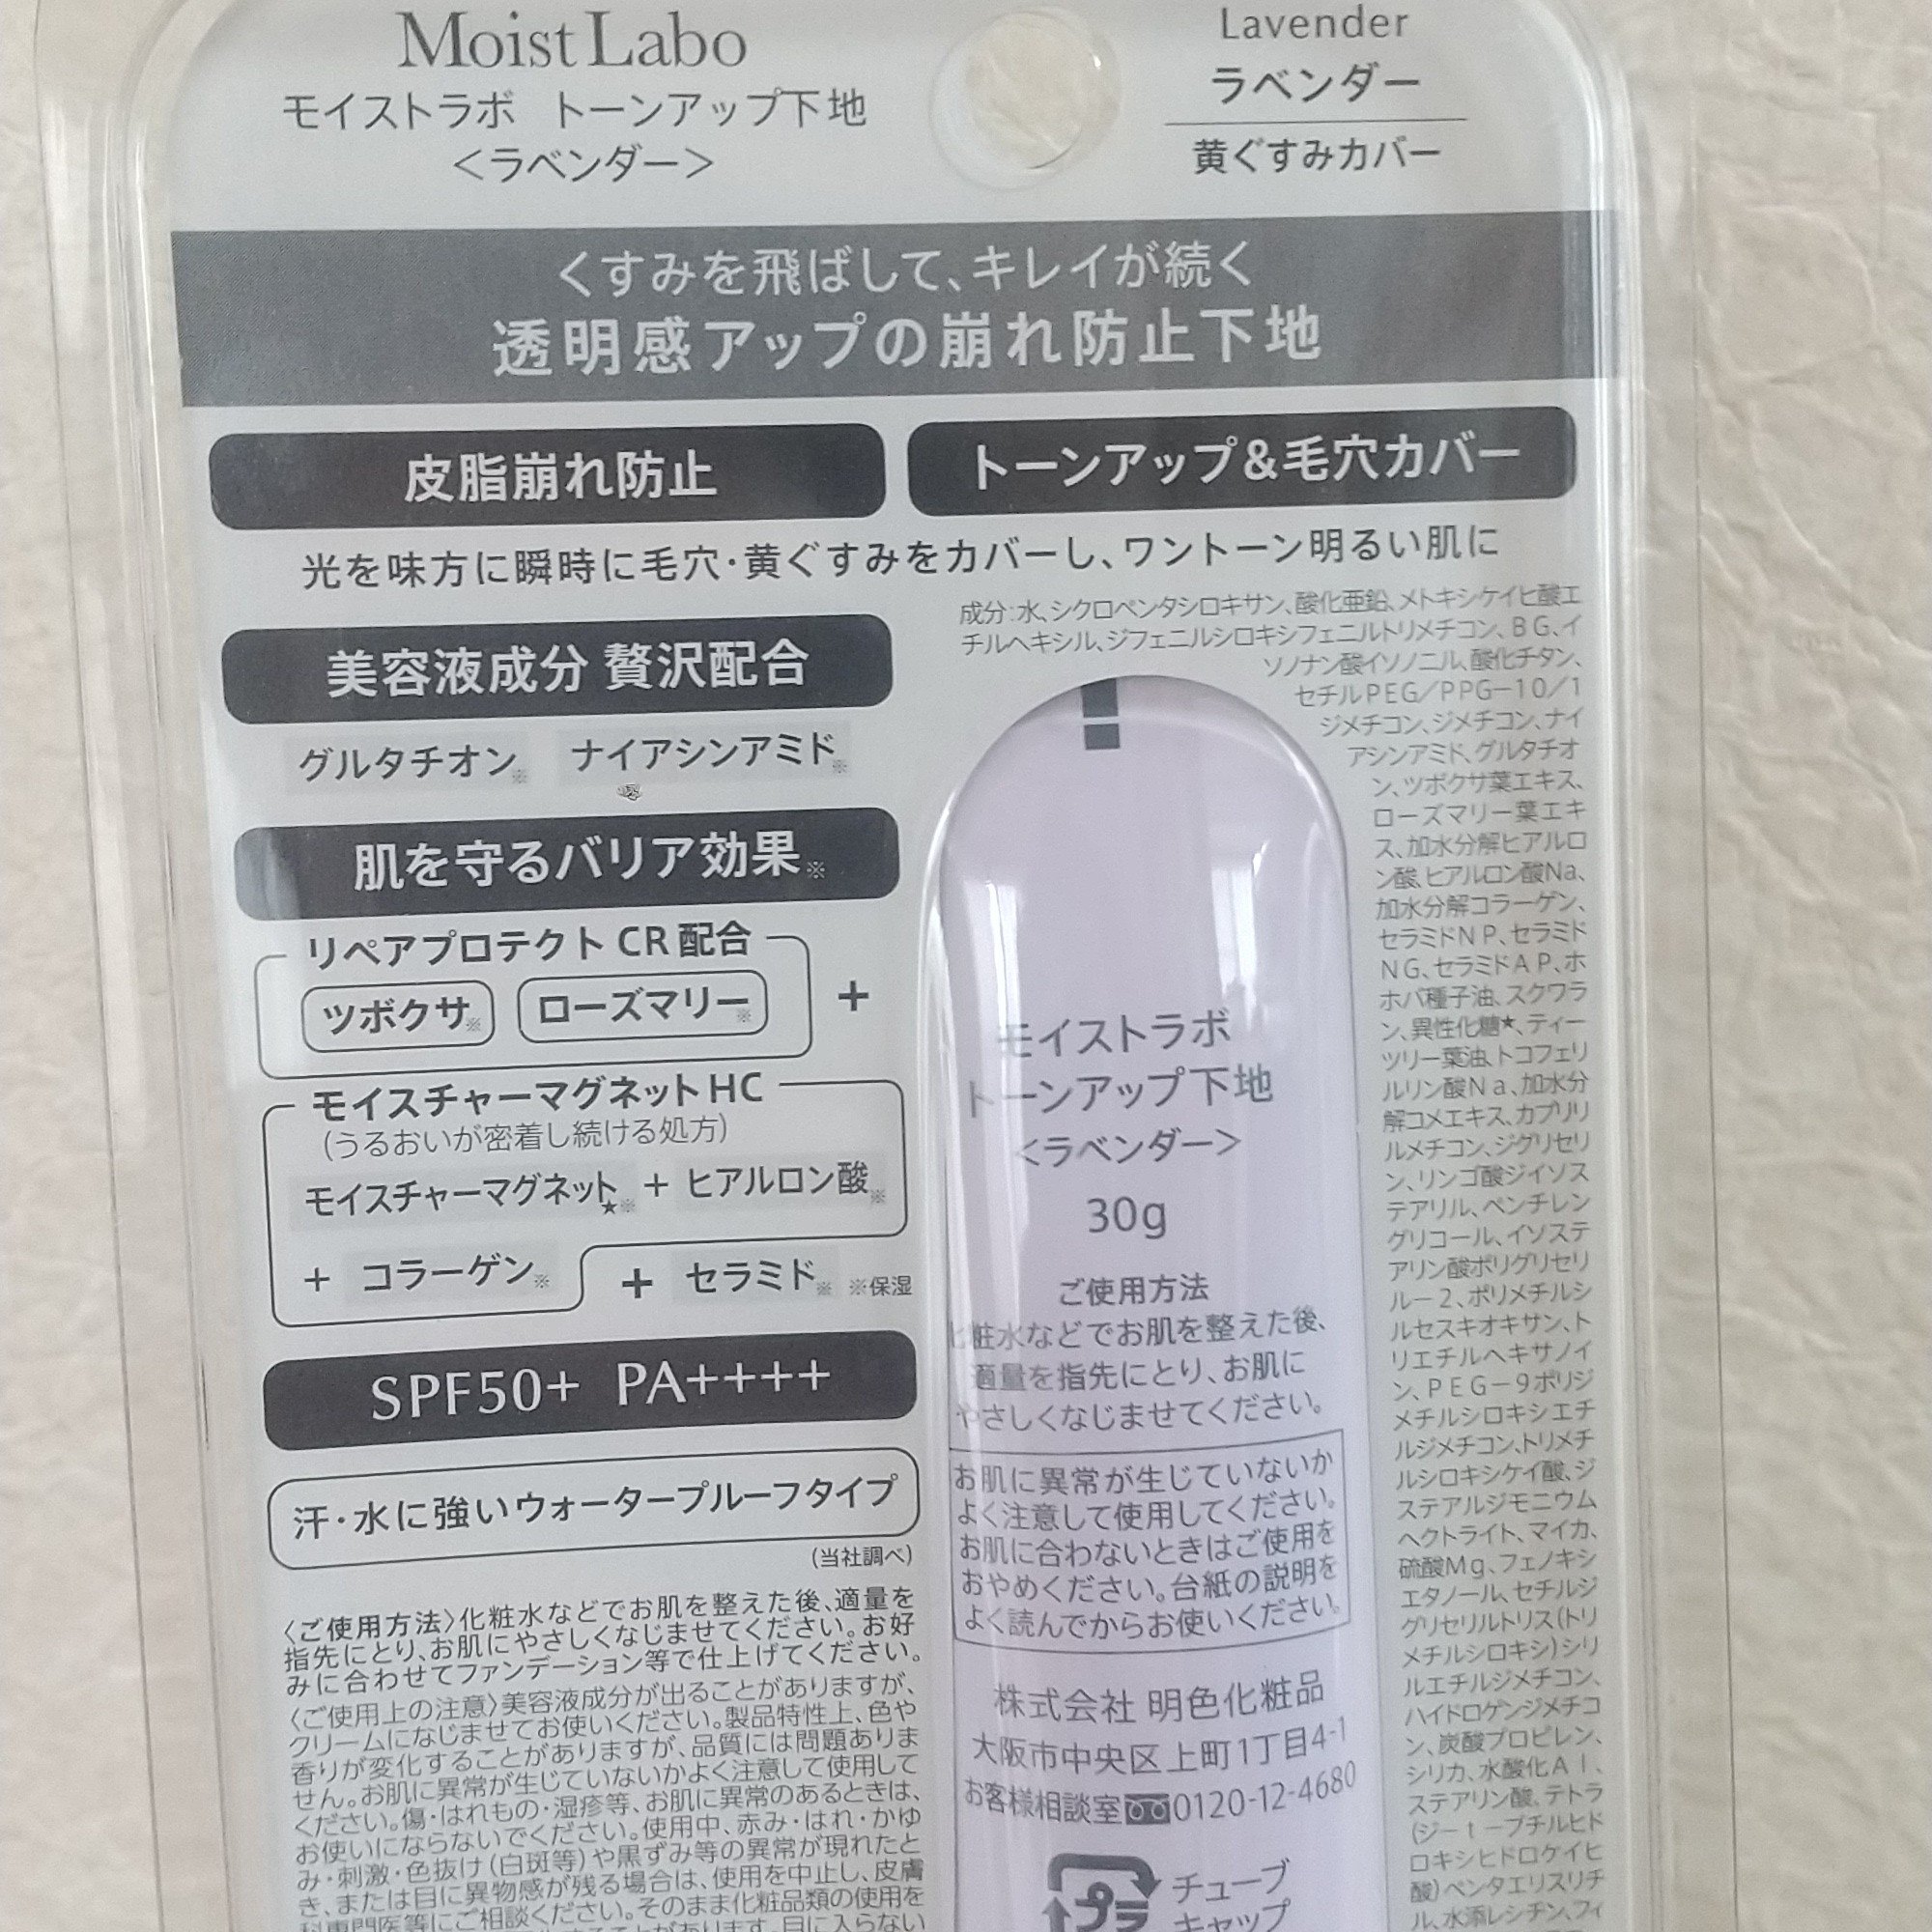 Moist Labo
モイストラボ トーンアップ下地
＜ラベンダー＞
Lavender
ラベンダー
黄ぐすみカバー
くすみを飛ばして、キレイが続く
透明感アップの崩れ防止下地
皮脂崩れ防止
トーンアップ&毛穴カバー
光を味方に瞬時に毛穴・黄ぐすみをカバーし、ワントーン明るい肌に
美容液成分 贅沢配合
グルタチオン※ ナイアシンアミド※
肌を守るバリア効果※
リペアプロテクト CR 配合
ツボクサ※ ローズマリー※ +
モイスチャーマグネット HC
(うるおいが密着し続ける処方)
モイスチャーマグネット★※ + ヒアルロン酸※
+ コラーゲン※ + セラミド※ ※保湿
SPF50+ PA++++
汗・水に強いウォータープルーフタイプ
(当社調べ)
〈ご使用方法〉化粧水などでお肌を整えた後、適量を
指先にとり、お肌にやさしくなじませてください。お好
みに合わせてファンデーション等で仕上げてください。
〈ご使用上の注意〉美容液成分が出ることがありますが、
クリームになじませてお使いください。製品特性上、色や
香りが変化することがありますが、品質には問題ありま
せん。お肌に異常が生じていないかよく注意して使用して
ください。傷・はれもの・湿疹等、お肌に異常のあるときは、
お使いにならないでください。使用中、赤み・はれ・かゆ
み・刺激・色抜け(白斑等)や黒ずみ等の異常が現れたと
き、または目に異物感が残る場合は、使用を中止し、皮膚
科専門医等にご相談ください。そのまま化粧品類の使用を
成分：水、シクロペンタシロキサン、酸化亜鉛、メトキシケイヒ酸エ
チルヘキシル、ジフェニルシロキシフェニルトリメチコン、BG、イ
ソノナン酸イソノニル、酸化チタン、
セチルPEG／PPG－10／1
ジメチコン、ジメチコン、ナイ
アシンアミド、グルタチオ
ン、ツボクサ葉エキス、
ローズマリー葉エキ
ス、加水分解ヒアルロ
ン酸、ヒアルロン酸Na、
加水分解コラーゲン、
セラミドNP、セラミド
NG、セラミドAP、ホ
ホバ種子油、スクワラ
ン、異性化糖★、ティー
ツリー葉油、トコフェリ
ルリン酸Na、加水分
解コメエキス、カプリリ
ルメチコン、ジグリセリ
ン、リンゴ酸ジイソス
テアリル、ペンチレン
グリコール、イソステ
アリン酸ポリグリセリ
ル－2、ポリメチルシ
ルセスキオキサン、ト
リエチルヘキサノイ
ン、PEG－9ポリジ
メチルシロキシエチ
ルジメチコン、トリメチ
ルシロキシケイ酸、ジ
ステアルジモニウム
ヘクトライト、マイカ、
硫酸Mg、フェノキシ
エタノール、セチルジ
グリセリルトリス(トリ
メチルシロキシ)シリ
ルエチルジメチコン、
ハイドロゲンジメチコ
ン、炭酸プロピレン、
シリカ、水酸化Al、
ステアリン酸、テトラ
(ジ－t－ブチルヒド
ロキシヒドロケイヒ
酸)ペンタエリスリチ
ル、水添レシチン、フィ
モイストラボ
トーンアップ下地
＜ラベンダー＞
30g
ご使用方法
化粧水などでお肌を整えた後、
適量を指先にとり、お肌に
やさしくなじませてください。
お肌に異常が生じていないか
よく注意して使用してください。
お肌に合わないときはご使用を
おやめください。台紙の説明を
よく読んでからお使いください。
株式会社 明色化粧品
大阪市中央区上町1丁目4-1
お客様相談室 0120-12-4680
プラ
チューブ
キャップ